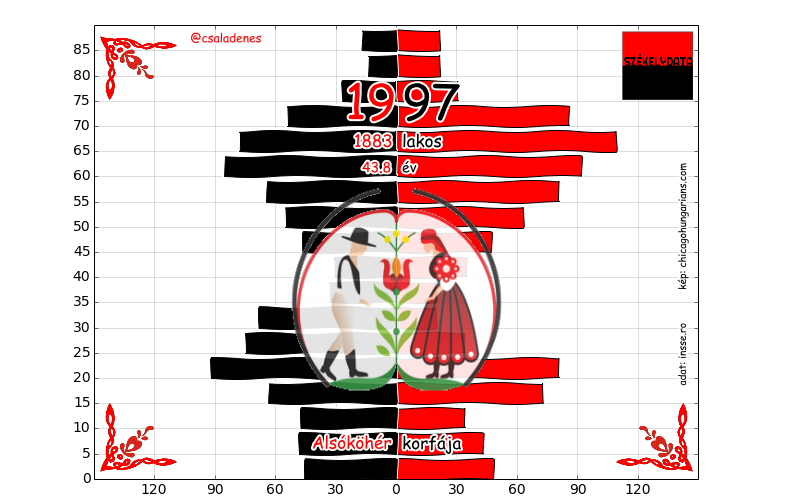 @csaladenes
SZÉKELYDATA
1997
1883 lakos
43.8 év
kép: chicagohungarians.com
adat: insse.ro
Alsóköhér korfája
85
80
75
70
65
60
55
50
45
40
35
30
25
20
15
10
5
0
120 90 60 30 0 30 60 90 120